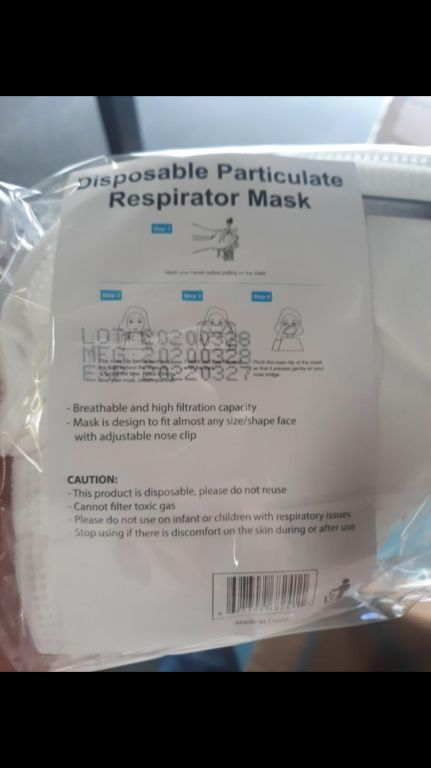 Disposable Particulate
Respirator Mask
Step 1
Wash your hands before putting on the mask
Step 2
Step 3
Step 4
LOT: 20200328
MFG: 20200328
20220327
Pinch the nose clip of the mask
so that it presses gently on your
nose bridge.
- Breathable and high filtration capacity
- Mask is design to fit almost any size/shape face
with adjustable nose clip
CAUTION:
- This product is disposable, please do not reuse
- Cannot filter toxic gas
- Please do not use on infant or children with respiratory issues
- Stop using if there is discomfort on the skin during or after use
Made in